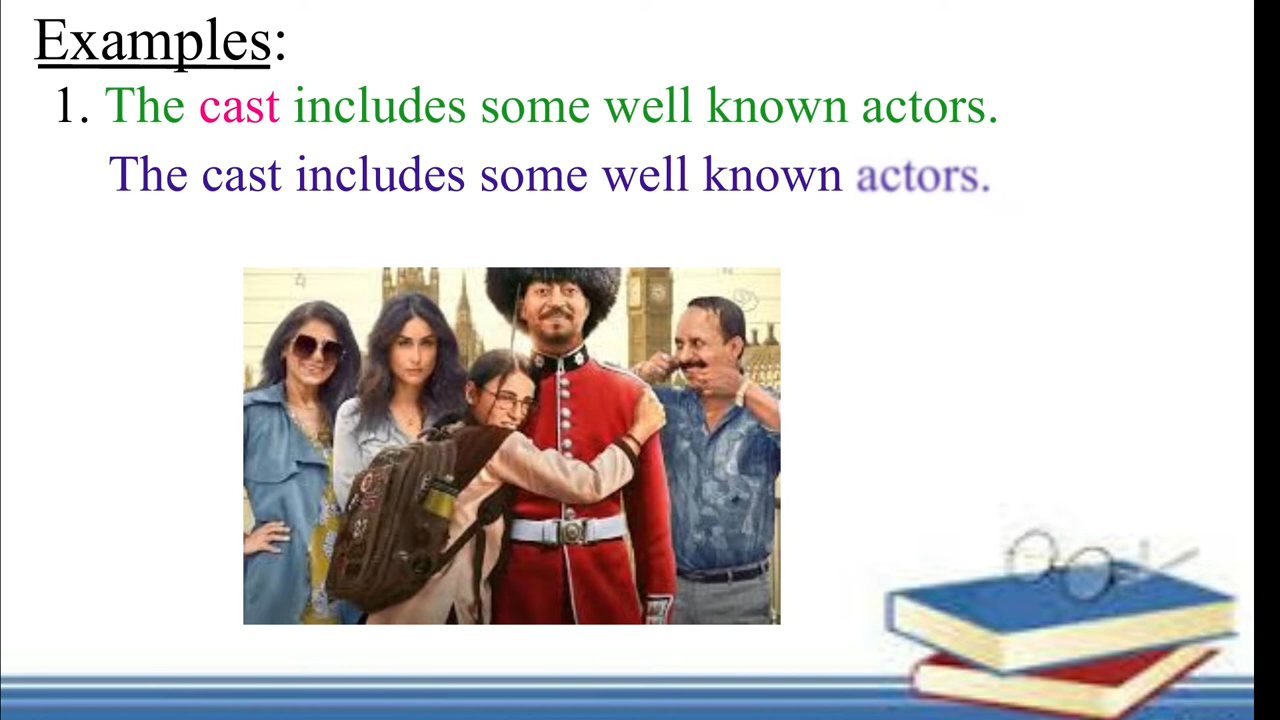 Examples:
1. The cast includes some well known actors.
The cast includes some well known actors.